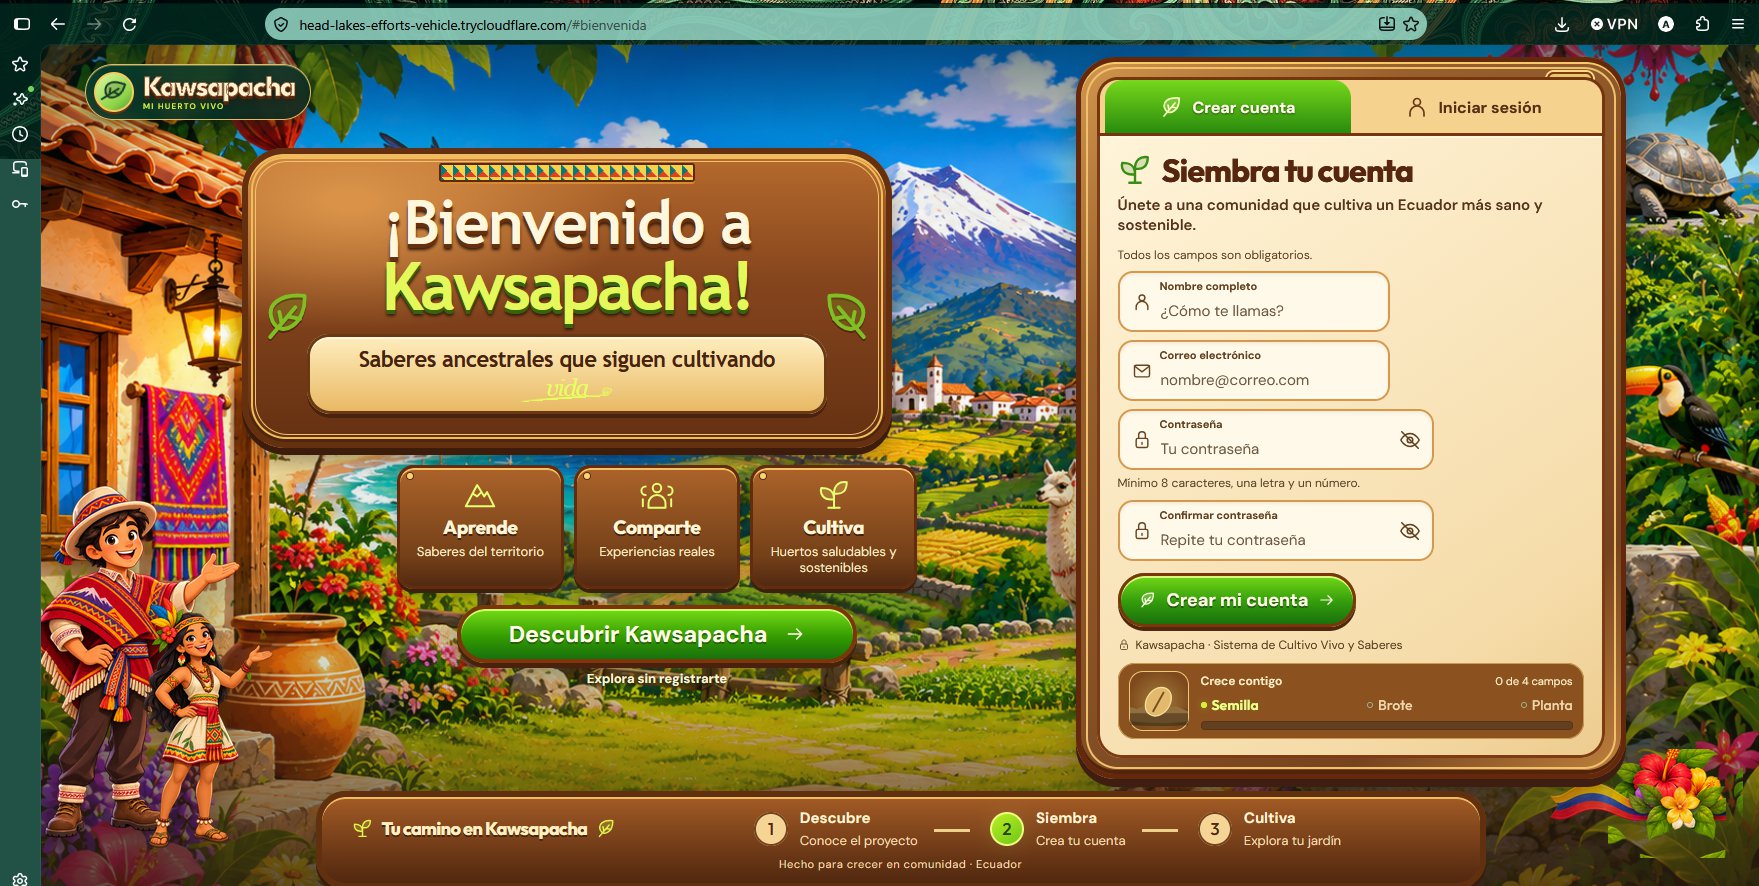 head-lakes-efforts-vehicle.trycloudflare.com/#bienvenida
VPN
A
Kawsapacha
MI HUERTO VIVO
¡Bienvenido a
Kawsapacha!
Saberes ancestrales que siguen cultivando
vida
Aprende
Saberes del territorio
Comparte
Experiencias reales
Cultiva
Huertos saludables y
sostenibles
Descubrir Kawsapacha
Explora sin registrarte
Crear cuenta
Iniciar sesión
Siembra tu cuenta
Únete a una comunidad que cultiva un Ecuador más sano y
sostenible.
Todos los campos son obligatorios.
Nombre completo
¿Cómo te llamas?
Correo electrónico
nombre@correo.com
Contraseña
Tu contraseña
Mínimo 8 caracteres, una letra y un número.
Confirmar contraseña
Repite tu contraseña
Crear mi cuenta
Kawsapacha · Sistema de Cultivo Vivo y Saberes
Crece contigo
0 de 4 campos
Semilla
Brote
Planta
Tu camino en Kawsapacha
1
Descubre
Conoce el proyecto
2
Siembra
Crea tu cuenta
3
Cultiva
Explora tu jardín
Hecho para crecer en comunidad · Ecuador